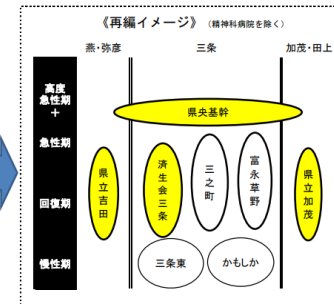 《再編イメージ》 (精神科病院を除く)
燕・弥彦 三条 加茂・田上
高度
急性期
+
県央基幹
急性期
県立吉田
済生会三条
三之町
富永草野
県立加茂
回復期
慢性期
三条東
かもしか